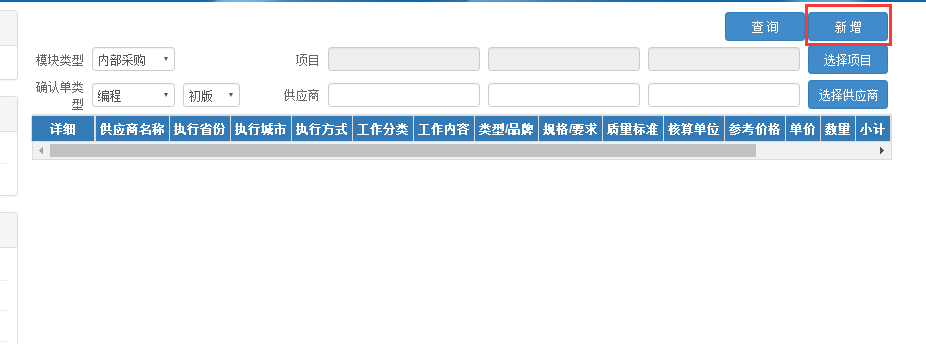 查 询 新 增
模块类型 内部采购 项目 选择项目
确认单类
型 编程 初版 供应商 选择供应商
详细 供应商名称 执行省份 执行城市 执行方式 工作分类 工作内容 类型/品牌 规格/要求 质量标准 核算单位 参考价格 单价 数量 小计